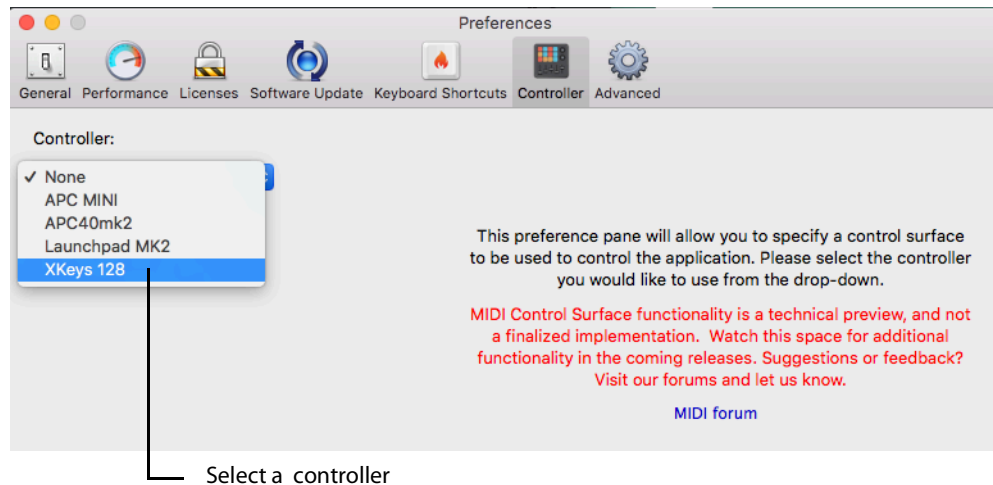 Preferences
General Performance Licenses Software Update Keyboard Shortcuts Controller Advanced
Controller:
✓ None
APC MINI
APC40mk2
Launchpad MK2
XKeys 128
This preference pane will allow you to specify a control surface
to be used to control the application. Please select the controller
you would like to use from the drop-down.
MIDI Control Surface functionality is a technical preview, and not
a finalized implementation.  Watch this space for additional
functionality in the coming releases. Suggestions or feedback?
Visit our forums and let us know.
MIDI forum
Select a  controller